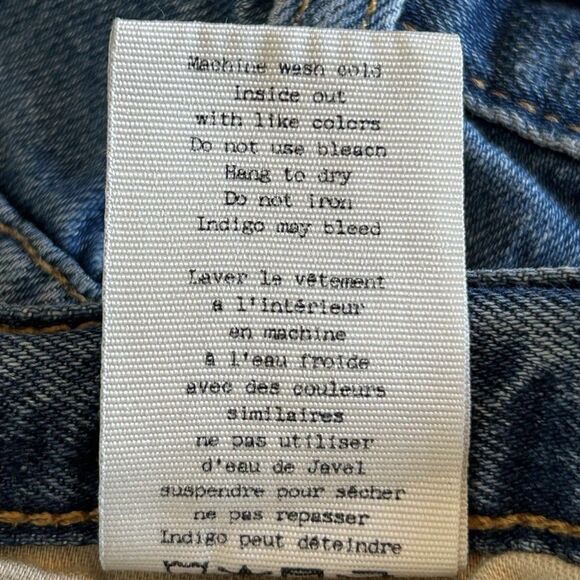 Machine wash cold
inside out
with like colors
Do not use bleach
Hang to dry
Do not iron
Indigo may bleed
Laver le vêtement
a l'intérieur
en machine
à l'eau froide
avec des couleurs
similaires
ne pas utiliser
d'eau de Javel
suspendre pour sécher
ne pas repasser
Indigo peut déteindre